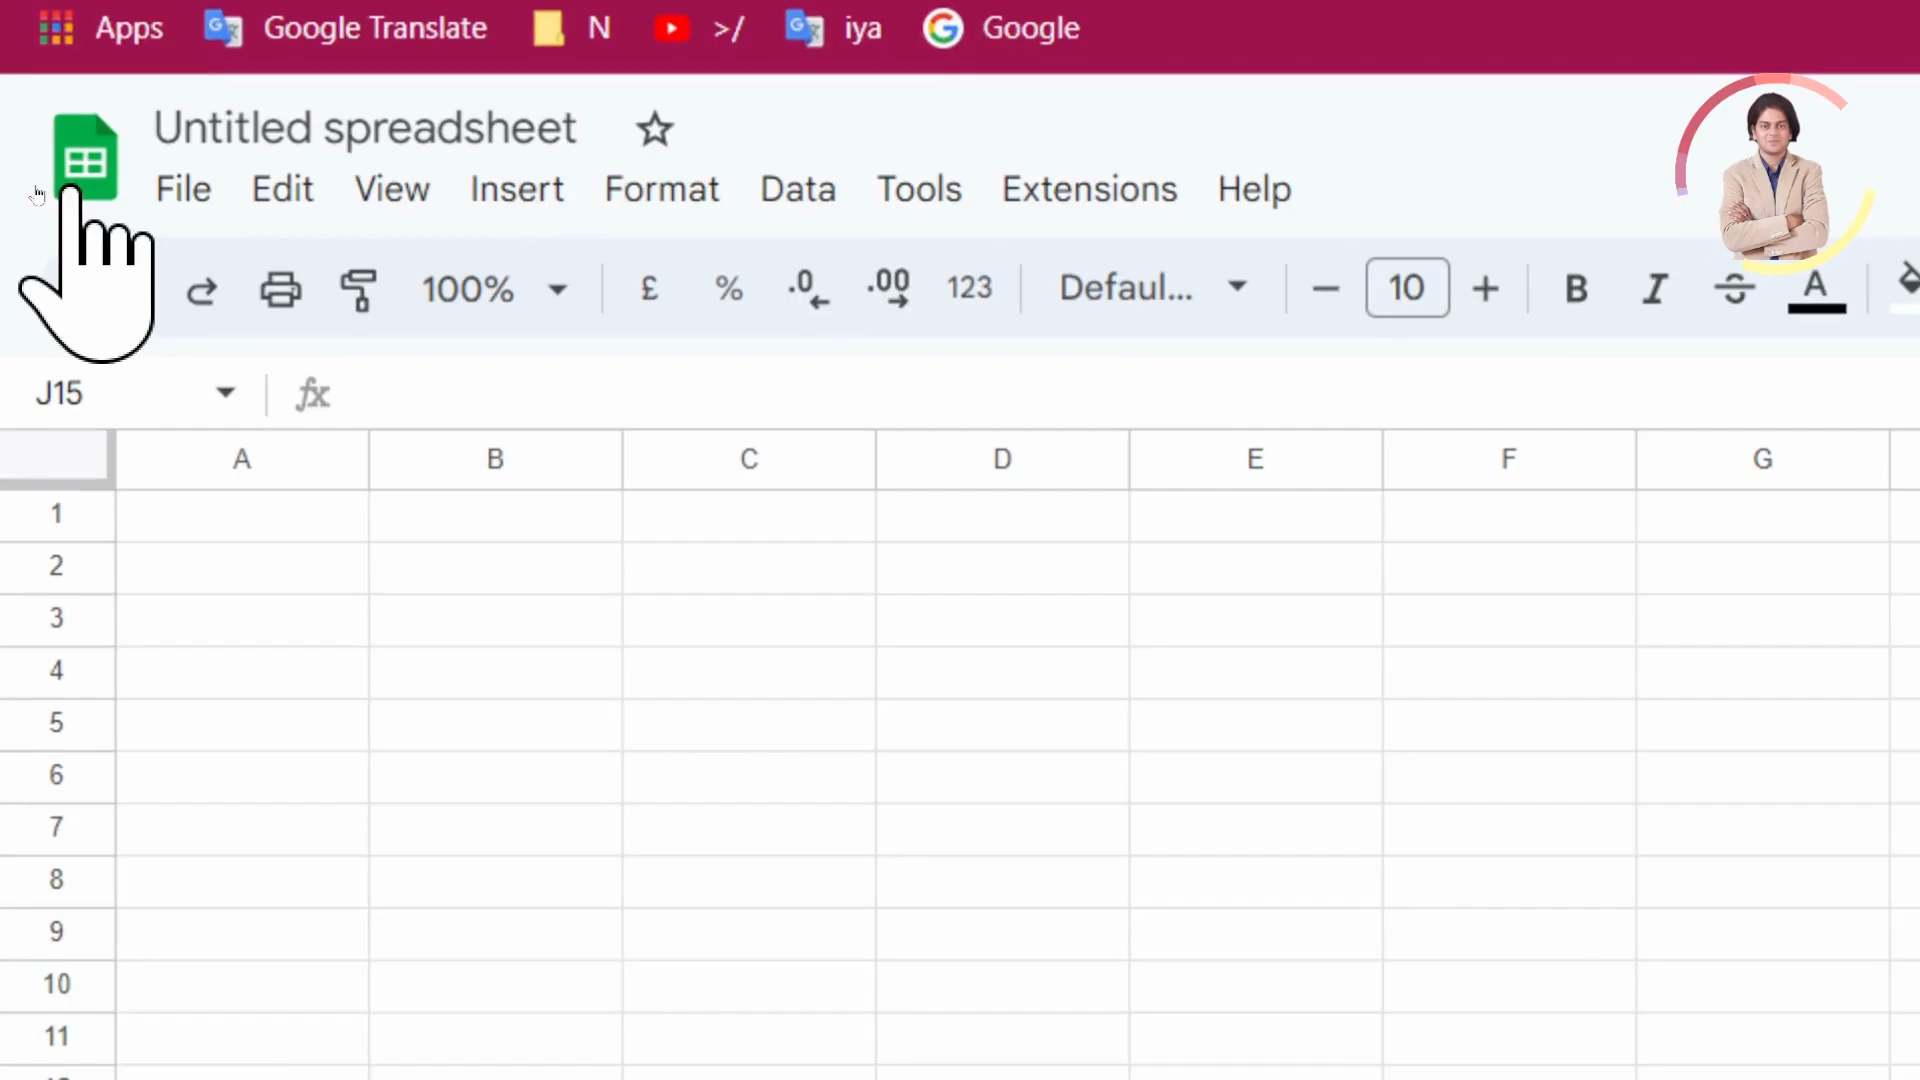 Apps Google Translate N >/ iya Google
Untitled spreadsheet
File Edit View Insert Format Data Tools Extensions Help
100% £ % .0 .00 123 Defaul... 10 B I S A
J15 fx
A B C D E F G
1
2
3
4
5
6
7
8
9
10
11